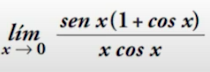 lím x → 0 sen x(1 + cos x) / x cos x